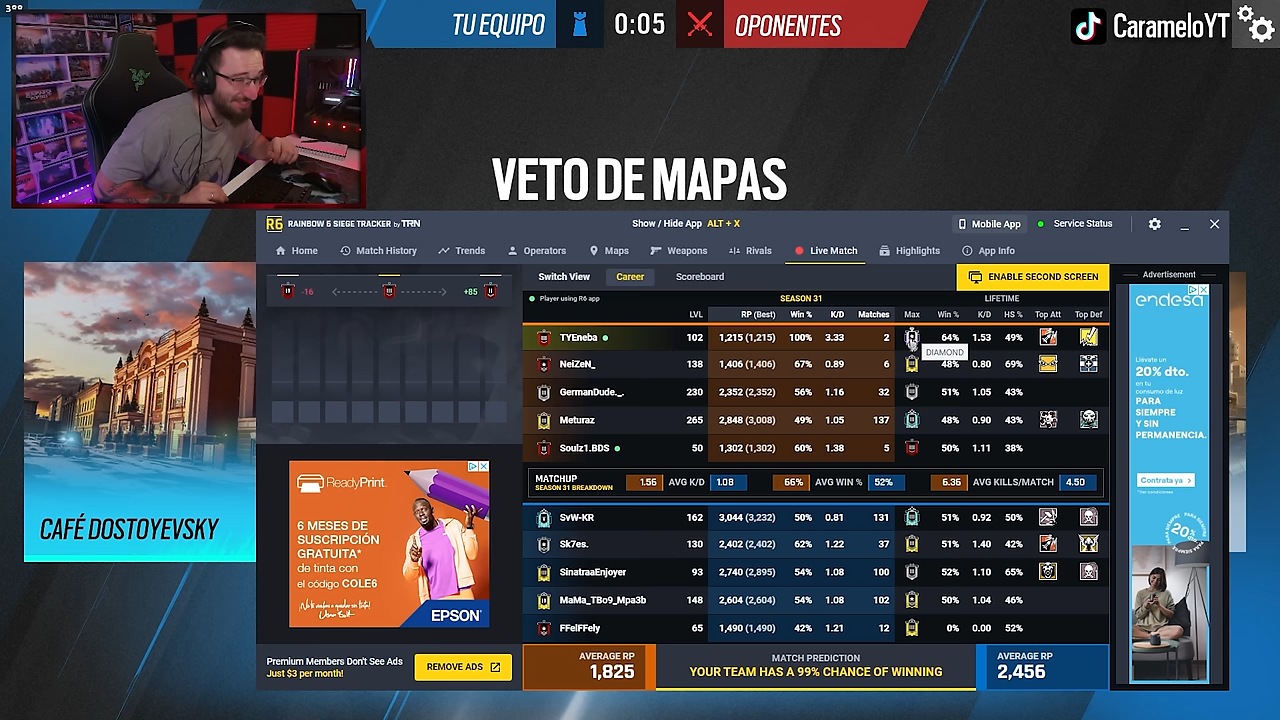 300
TU EQUIPO
0:05
OPONENTES
CarameloYT
VETO DE MAPAS
CAFÉ DOSTOYEVSKY
R6 RAINBOW 6 SIEGE TRACKER by TRN
Show / Hide App ALT + X
Mobile App
Service Status
Home
Match History
Trends
Operators
Maps
Weapons
Rivals
Live Match
Highlights
App Info
-16
+85
Switch View
Career
Scoreboard
ENABLE SECOND SCREEN
Player using R6 app
SEASON 31
LIFETIME
LVL RP (Best) Win % K/D Matches Max Win % K/D HS % Top Att Top Def
TYEneba 102 1,215 (1,215) 100% 3.33 2 64% 1.53 49%
DIAMOND
NeiZeN_ 138 1,406 (1,406) 67% 0.89 6 48% 0.80 69%
GermanDude._. 230 2,352 (2,352) 56% 1.16 32 51% 1.05 43%
Meturaz 265 2,848 (3,008) 49% 1.05 137 48% 0.90 43%
Soulz1.BDS 50 1,302 (1,302) 60% 1.38 5 50% 1.11 38%
MATCHUP
SEASON 31 BREAKDOWN
1.56 AVG K/D 1.08
66% AVG WIN % 52%
6.36 AVG KILLS/MATCH 4.50
SvW-KR 162 3,044 (3,232) 50% 0.81 131 51% 0.92 50%
Sk7es. 130 2,402 (2,402) 62% 1.22 37 51% 1.40 42%
SinatraaEnjoyer 93 2,740 (2,895) 54% 1.08 100 52% 1.10 65%
MaMa_TBo9_Mpa3b 148 2,604 (2,604) 54% 1.08 102 50% 1.04 46%
FFelFFely 65 1,490 (1,490) 42% 1.21 12 0% 0.00 52%
AVERAGE RP
1,825
MATCH PREDICTION
YOUR TEAM HAS A 99% CHANCE OF WINNING
AVERAGE RP
2,456
ReadyPrint.
6 MESES DE
SUSCRIPCIÓN
GRATUITA*
de tinta con
el código COLE6
EPSON
Premium Members Don't See Ads
Just $3 per month!
REMOVE ADS
Advertisement
endesa
Llévate un
20% dto.
en tu
consumo de luz
PARA
SIEMPRE
Y SIN
PERMANENCIA.
Contrata ya >
20%